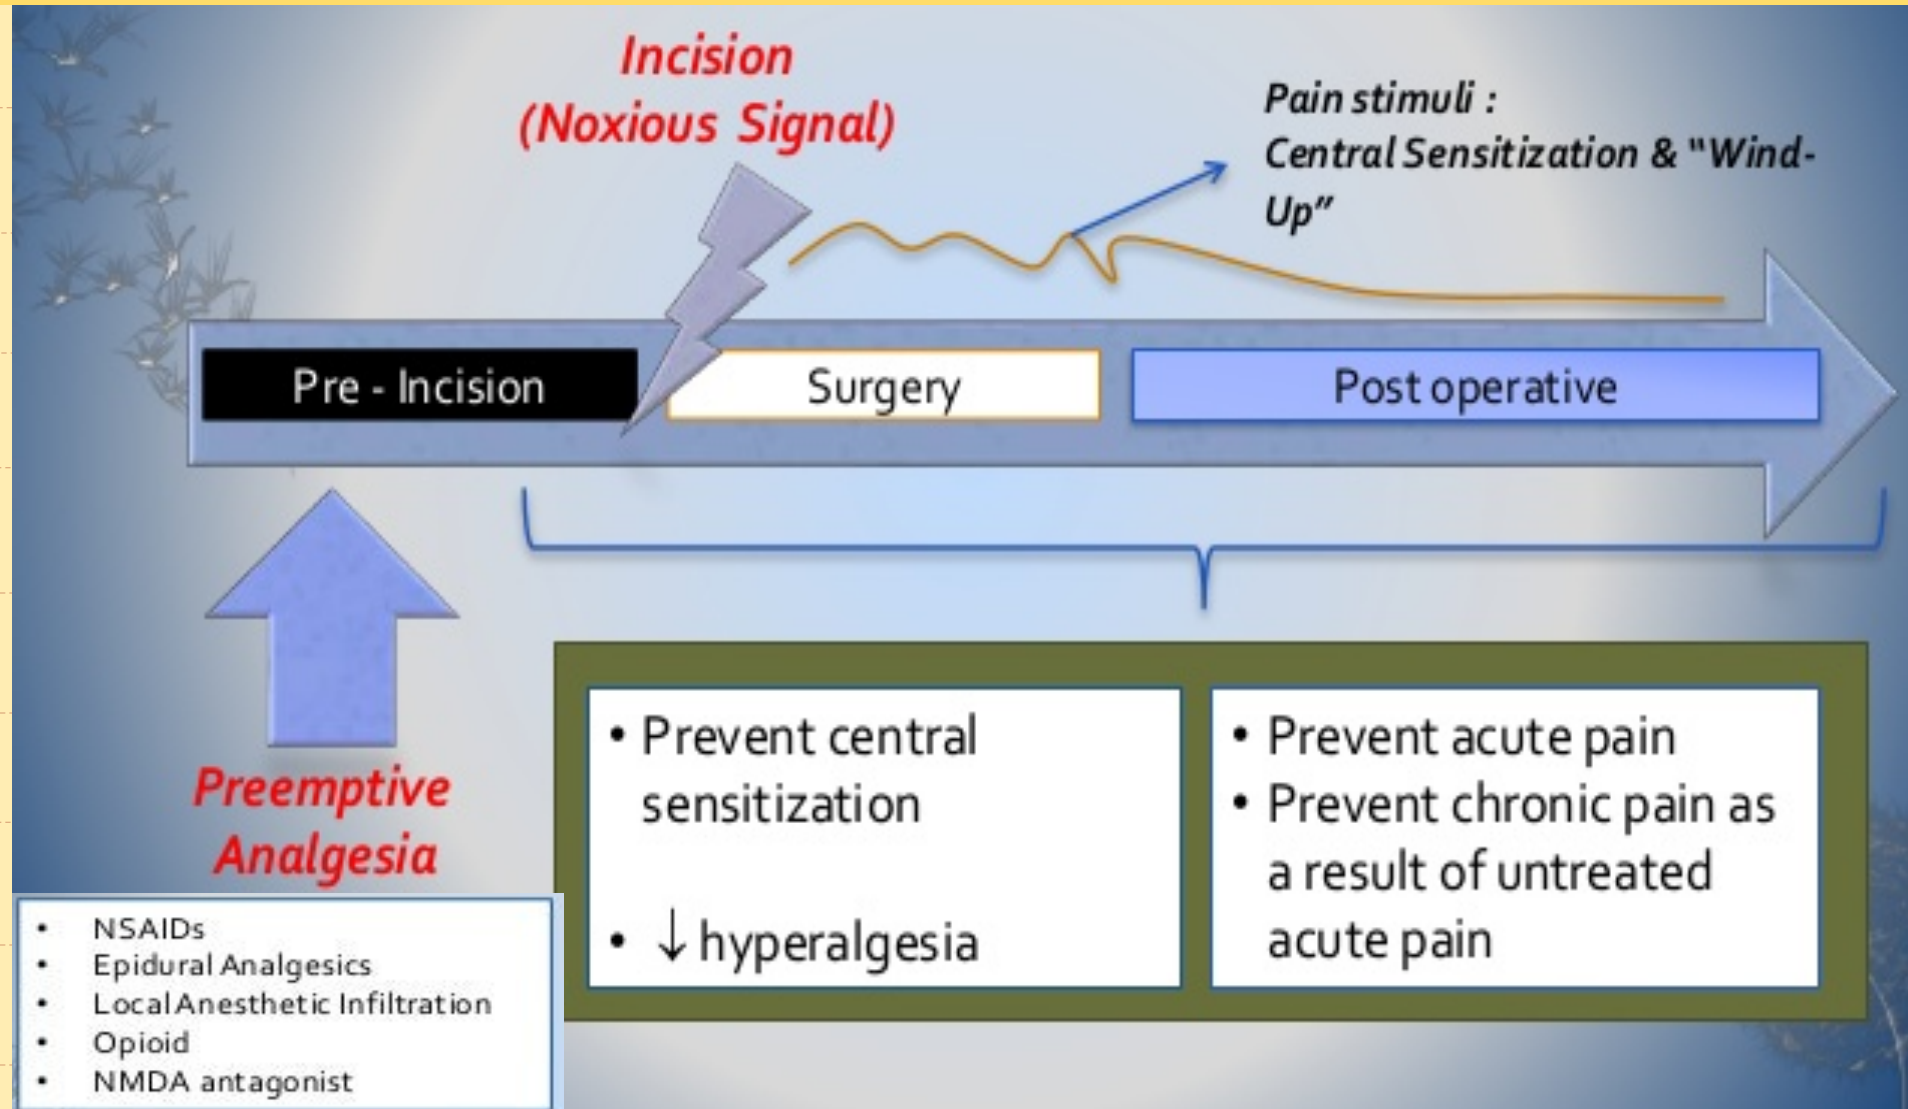 Incision
(Noxious Signal)
Pain stimuli :
Central Sensitization & "Wind-
Up"
Pre - Incision
Surgery
Post operative
Preemptive
Analgesia
• NSAIDs
• Epidural Analgesics
• Local Anesthetic Infiltration
• Opioid
• NMDA antagonist
• Prevent central
sensitization
• ↓ hyperalgesia
• Prevent acute pain
• Prevent chronic pain as
a result of untreated
acute pain